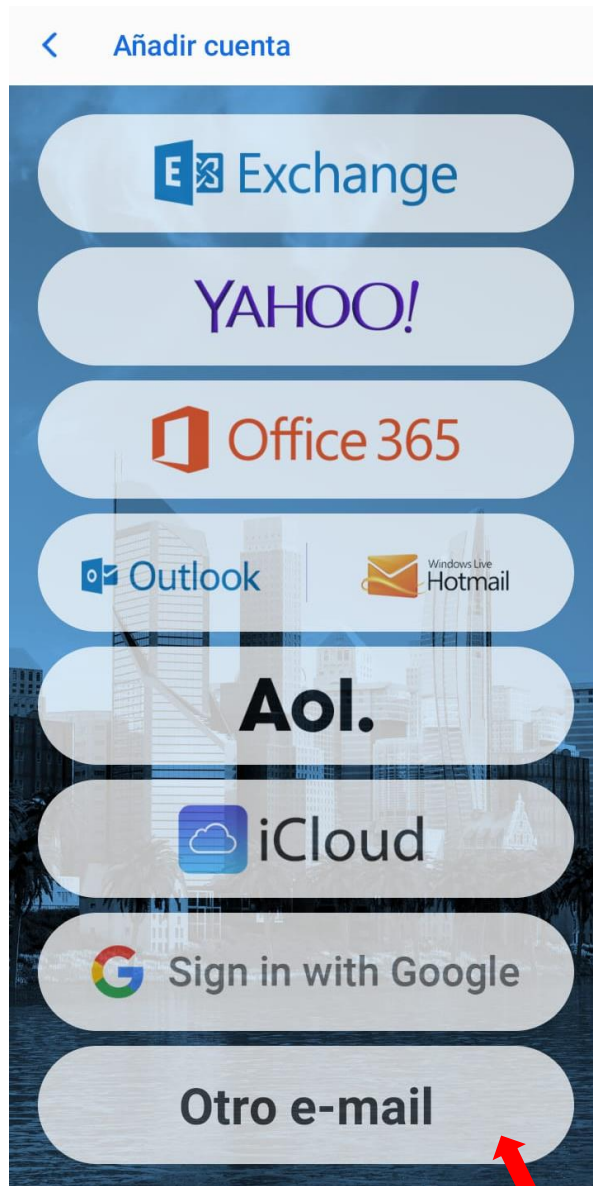 Añadir cuenta
E Exchange
YAHOO!
Office 365
o Outlook
Windows Live
Hotmail
Aol.
iCloud
G Sign in with Google
Otro e-mail